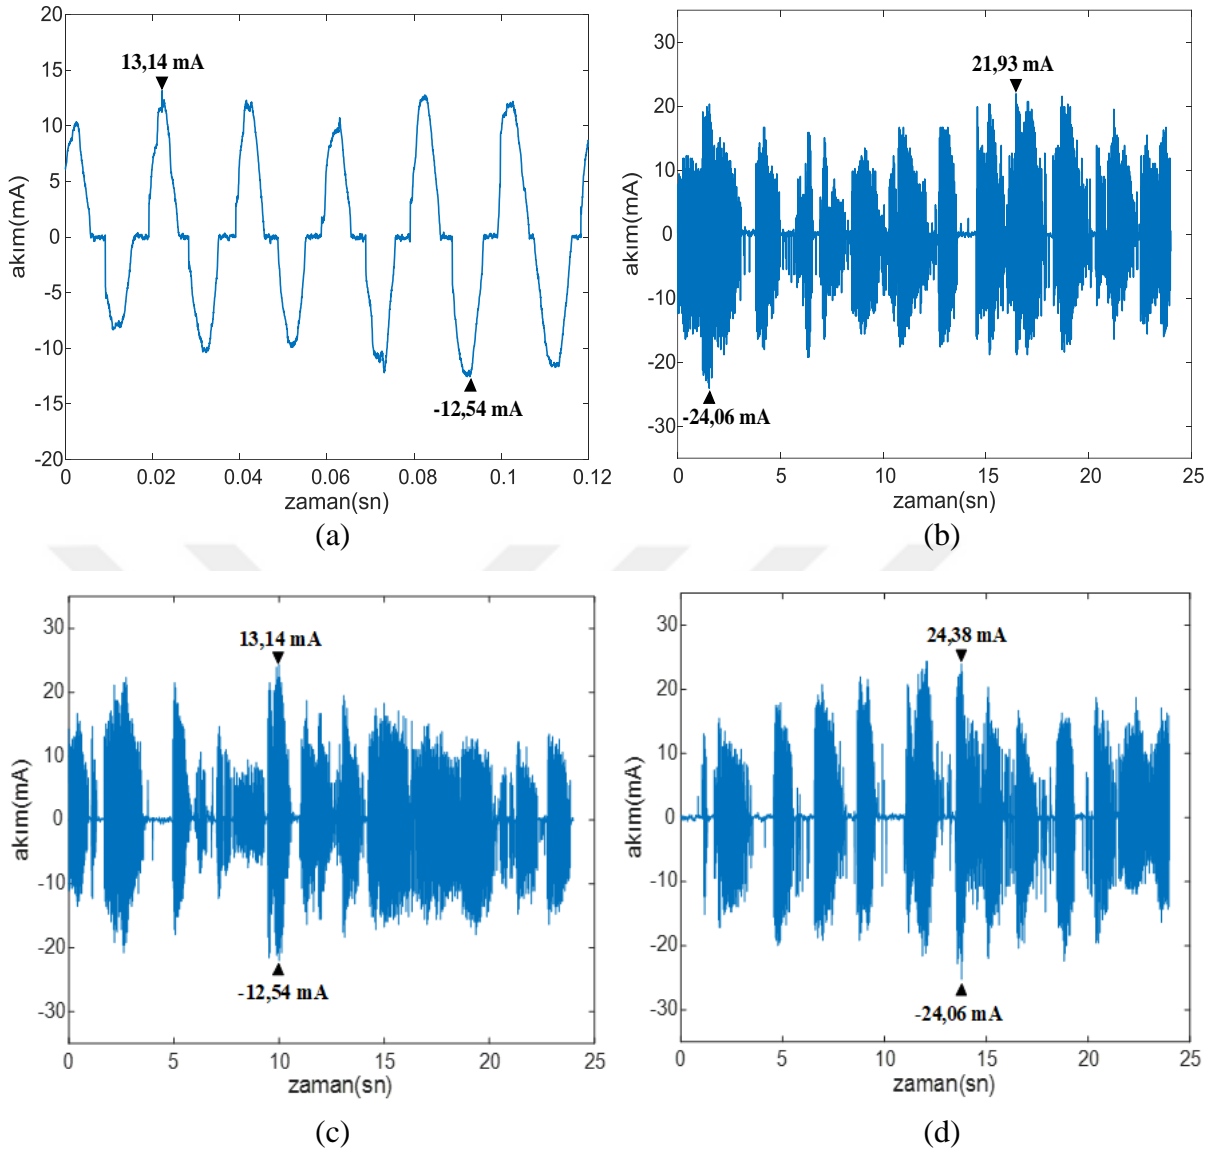 20
15
10
5
0
-5
-10
-15
-20
akım(mA)
13,14 mA
-12,54 mA
0 0.02 0.04 0.06 0.08 0.1 0.12
zaman(sn)
(a)
30
20
10
0
-10
-20
-30
akım(mA)
21,93 mA
-24,06 mA
0 5 10 15 20 25
zaman(sn)
(b)
30
20
10
0
-10
-20
-30
akım(mA)
13,14 mA
-12,54 mA
0 5 10 15 20 25
zaman(sn)
(c)
30
20
10
0
-10
-20
-30
akım(mA)
24,38 mA
-24,06 mA
0 5 10 15 20 25
zaman(sn)
(d)